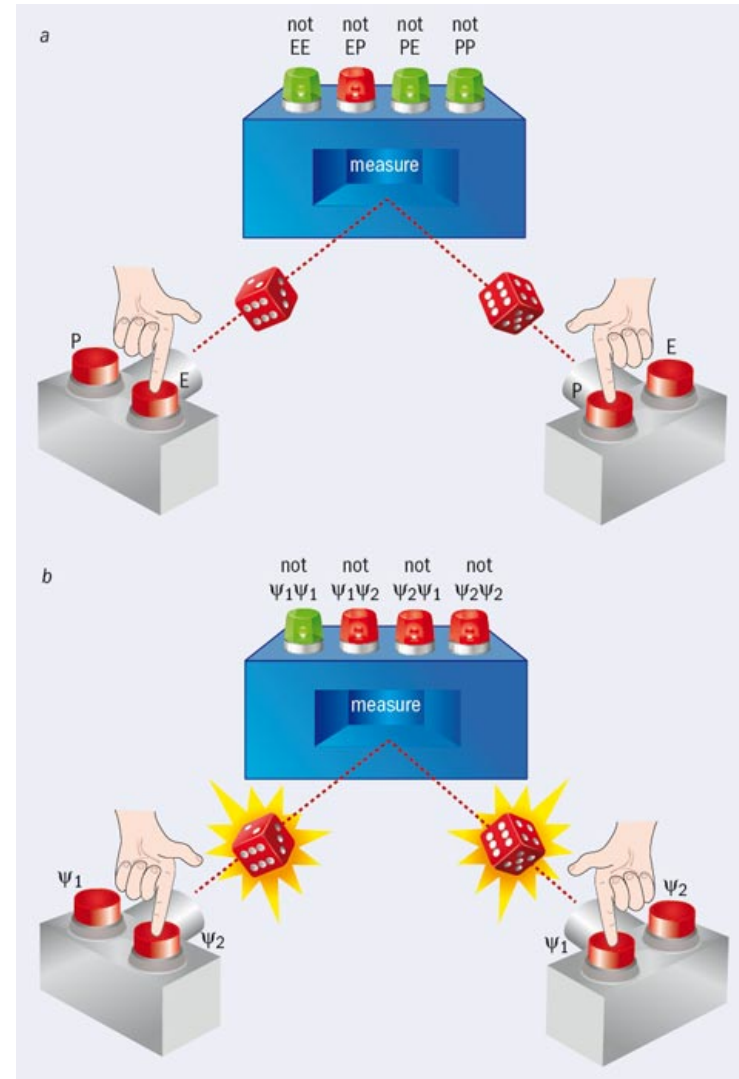 a
not not not not
EE EP PE PP
measure
P
E
E
P
b
not not not not
Ψ₁Ψ₁ Ψ₁Ψ₂ Ψ₂Ψ₁ Ψ₂Ψ₂
measure
Ψ₁
Ψ₂
Ψ₂
Ψ₁